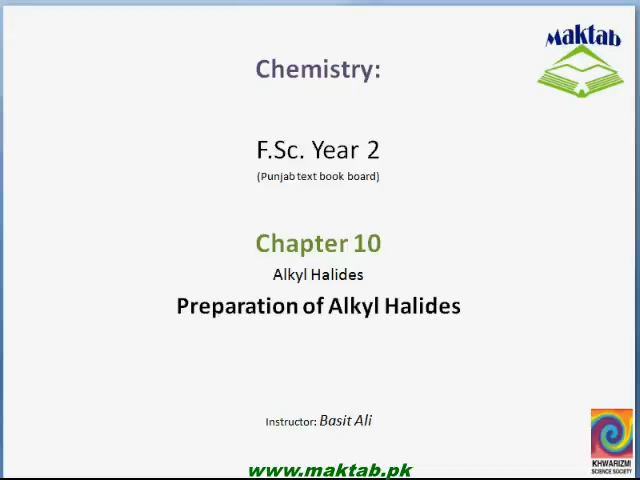 Maktab
Chemistry:
F.Sc. Year 2
(Punjab text book board)
Chapter 10
Alkyl Halides
Preparation of Alkyl Halides
Instructor: Basit Ali
www.maktab.pk
KHWARIZMI
SCIENCE SOCIETY